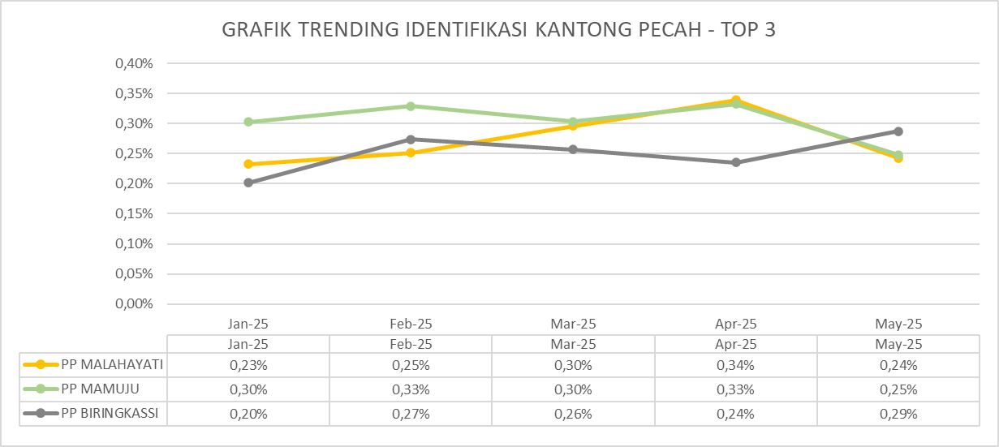 GRAFIK TRENDING IDENTIFIKASI KANTONG PECAH - TOP 3
0,40%
0,35%
0,30%
0,25%
0,20%
0,15%
0,10%
0,05%
0,00%
Jan-25 Feb-25 Mar-25 Apr-25 May-25
Jan-25 Feb-25 Mar-25 Apr-25 May-25
PP MALAHAYATI 0,23% 0,25% 0,30% 0,34% 0,24%
PP MAMUJU 0,30% 0,33% 0,30% 0,33% 0,25%
PP BIRINGKASSI 0,20% 0,27% 0,26% 0,24% 0,29%